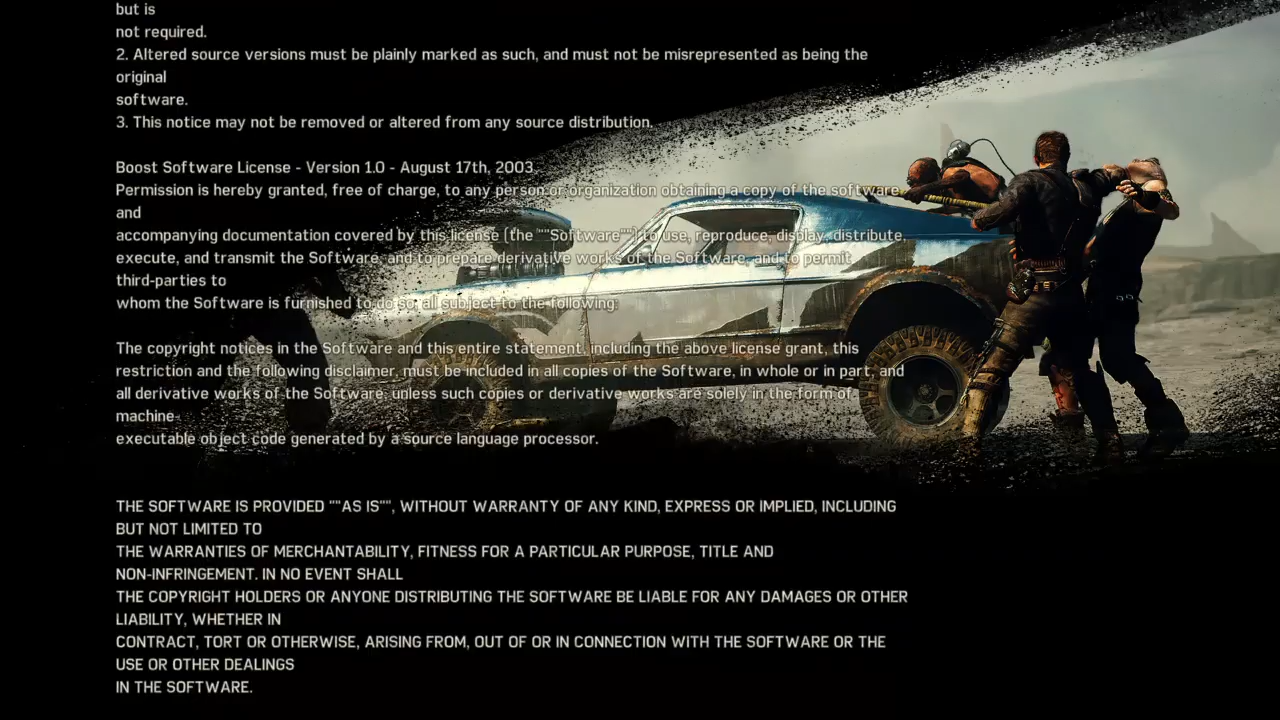 but is
not required.
2. Altered source versions must be plainly marked as such, and must not be misrepresented as being the
original
software.
3. This notice may not be removed or altered from any source distribution.
Boost Software License - Version 1.0 - August 17th, 2003
Permission is hereby granted, free of charge, to any person or organization obtaining a copy of the software
and
accompanying documentation covered by this license (the ""Software"") to use, reproduce, display, distribute,
execute, and transmit the Software, and to prepare derivative works of the Software, and to permit
third-parties to
whom the Software is furnished to do so, all subject to the following:
The copyright notices in the Software and this entire statement, including the above license grant, this
restriction and the following disclaimer, must be included in all copies of the Software, in whole or in part, and
all derivative works of the Software, unless such copies or derivative works are solely in the form of
machine-
executable object code generated by a source language processor.
THE SOFTWARE IS PROVIDED ""AS IS"", WITHOUT WARRANTY OF ANY KIND, EXPRESS OR IMPLIED, INCLUDING
BUT NOT LIMITED TO
THE WARRANTIES OF MERCHANTABILITY, FITNESS FOR A PARTICULAR PURPOSE, TITLE AND
NON-INFRINGEMENT. IN NO EVENT SHALL
THE COPYRIGHT HOLDERS OR ANYONE DISTRIBUTING THE SOFTWARE BE LIABLE FOR ANY DAMAGES OR OTHER
LIABILITY, WHETHER IN
CONTRACT, TORT OR OTHERWISE, ARISING FROM, OUT OF OR IN CONNECTION WITH THE SOFTWARE OR THE
USE OR OTHER DEALINGS
IN THE SOFTWARE.